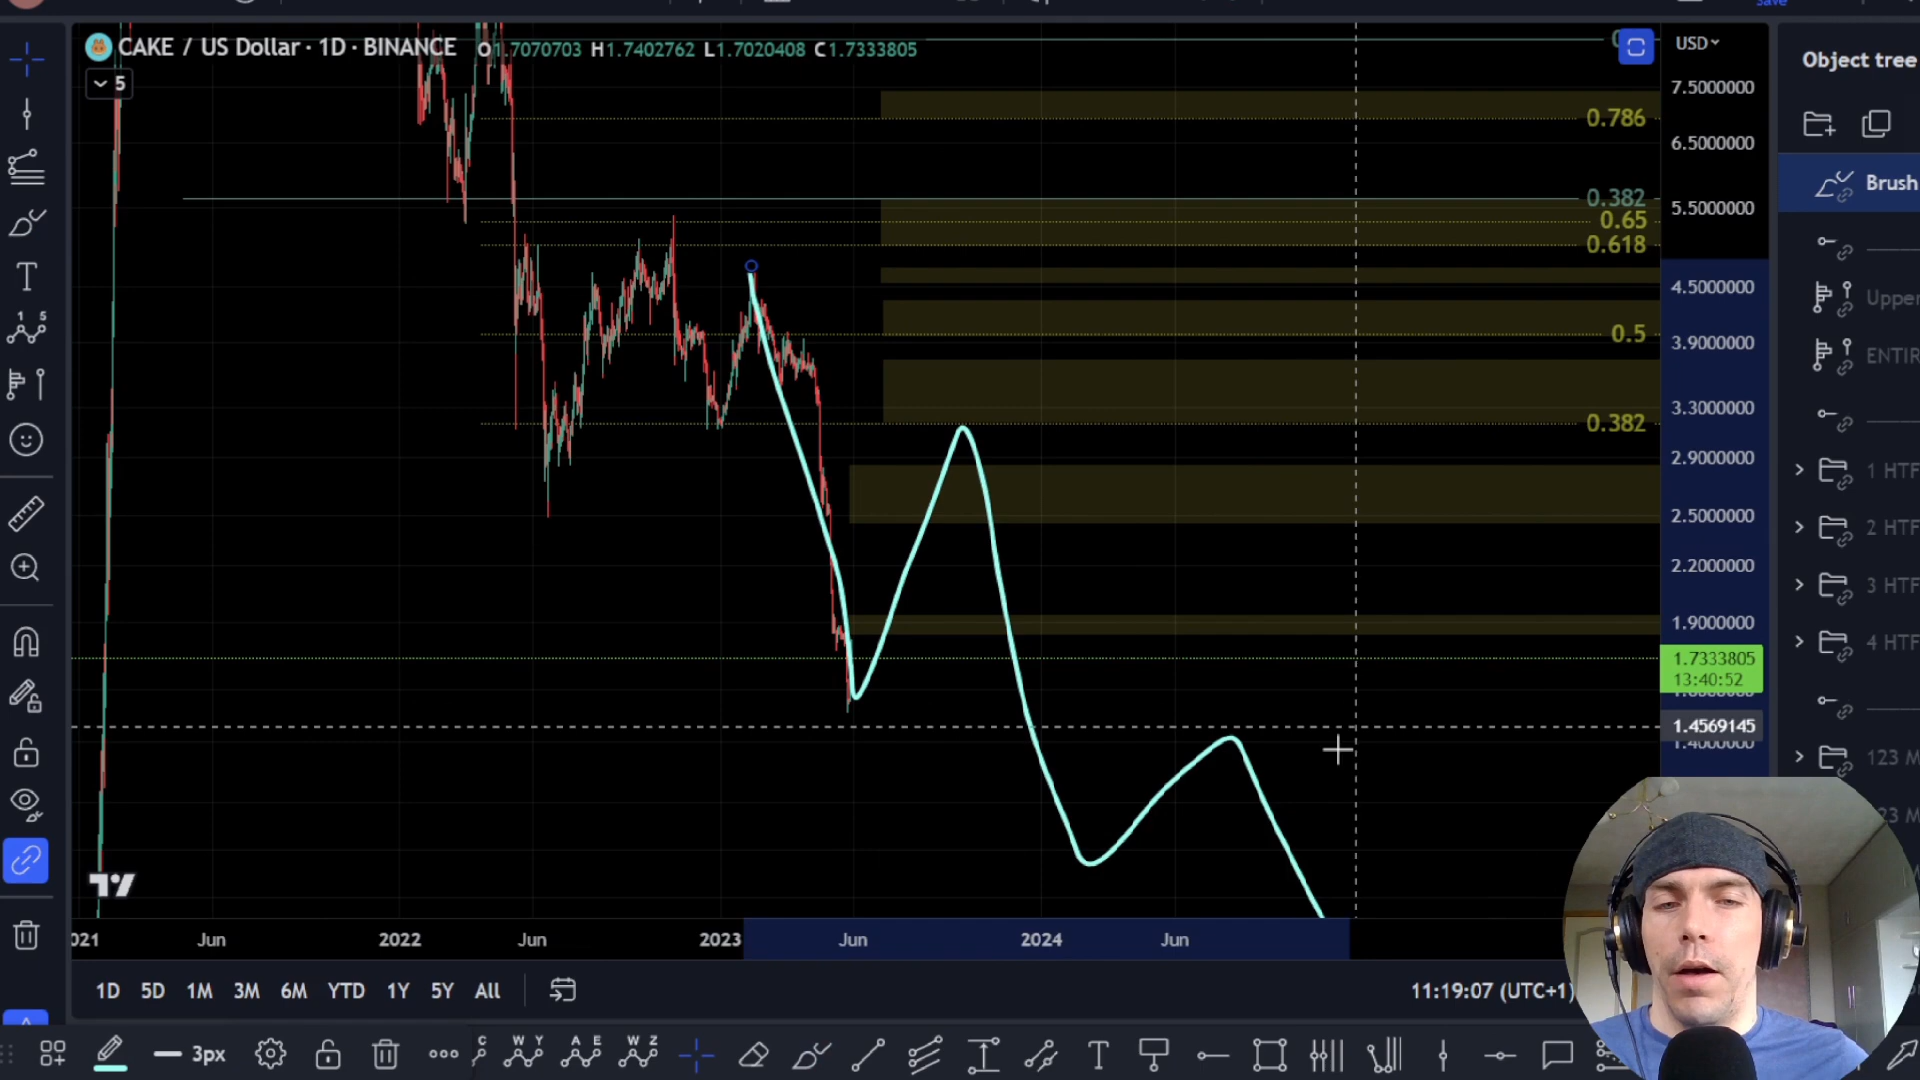 Save
CAKE / US Dollar · 1D · BINANCE O1.7070703 H1.7402762 L1.7020408 C1.7333805
5
USD
Object tree
7.5000000
0.786
6.5000000
Brush
0.382
5.5000000
0.65
0.618
4.5000000
Upper
0.5
3.9000000
ENTIR
3.3000000
0.382
2.9000000
1 HTF
2.5000000
2 HTF
2.2000000
3 HTF
1.9000000
4 HTF
1.7333805
13:40:52
1.4569145
1.4000000
123 M
23 M
021 Jun 2022 Jun 2023 Jun 2024 Jun
1D 5D 1M 3M 6M YTD 1Y 5Y All
11:19:07 (UTC+1)
3px
C W Y A E W Z
T